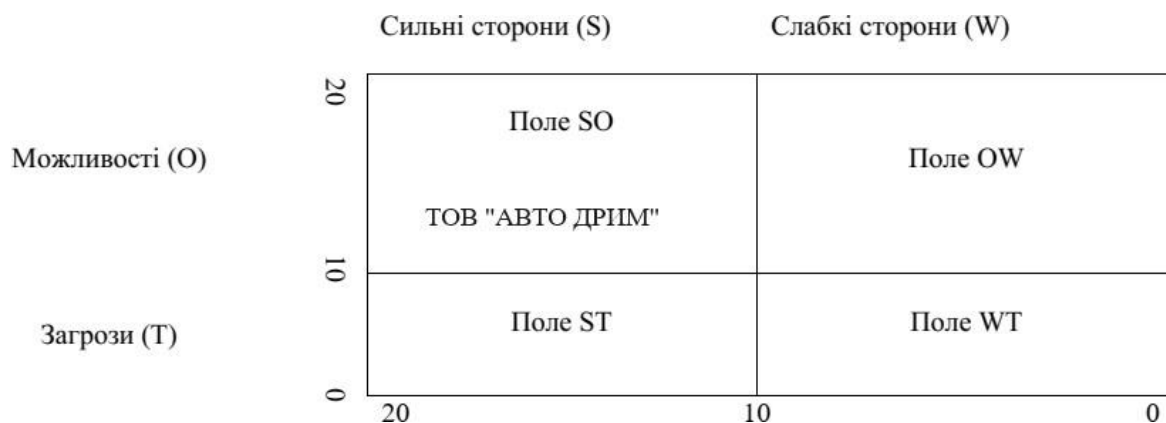 Сильні сторони (S) Слабкі сторони (W)
20
Поле SO
Можливості (О) Поле OW
ТОВ "АВТО ДРИМ"
10
Поле ST Поле WT
Загрози (Т)
0
20 10 0